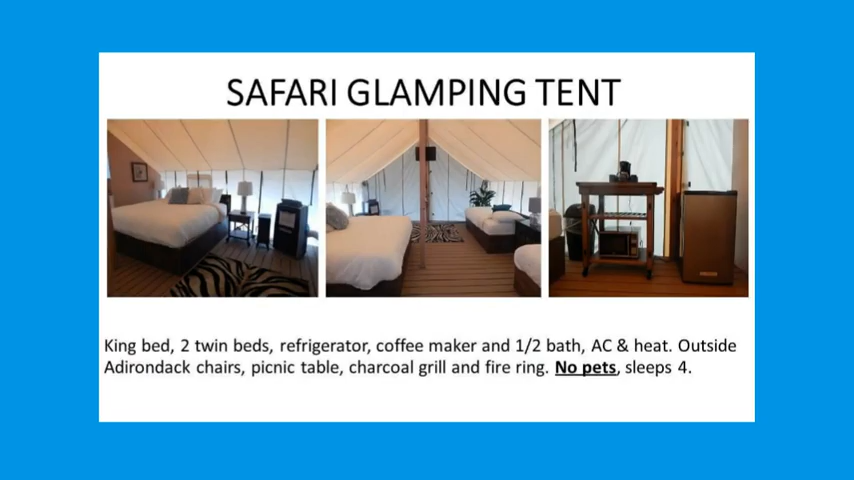 SAFARI GLAMPING TENT
King bed, 2 twin beds, refrigerator, coffee maker and 1/2 bath, AC & heat. Outside
Adirondack chairs, picnic table, charcoal grill and fire ring. No pets, sleeps 4.